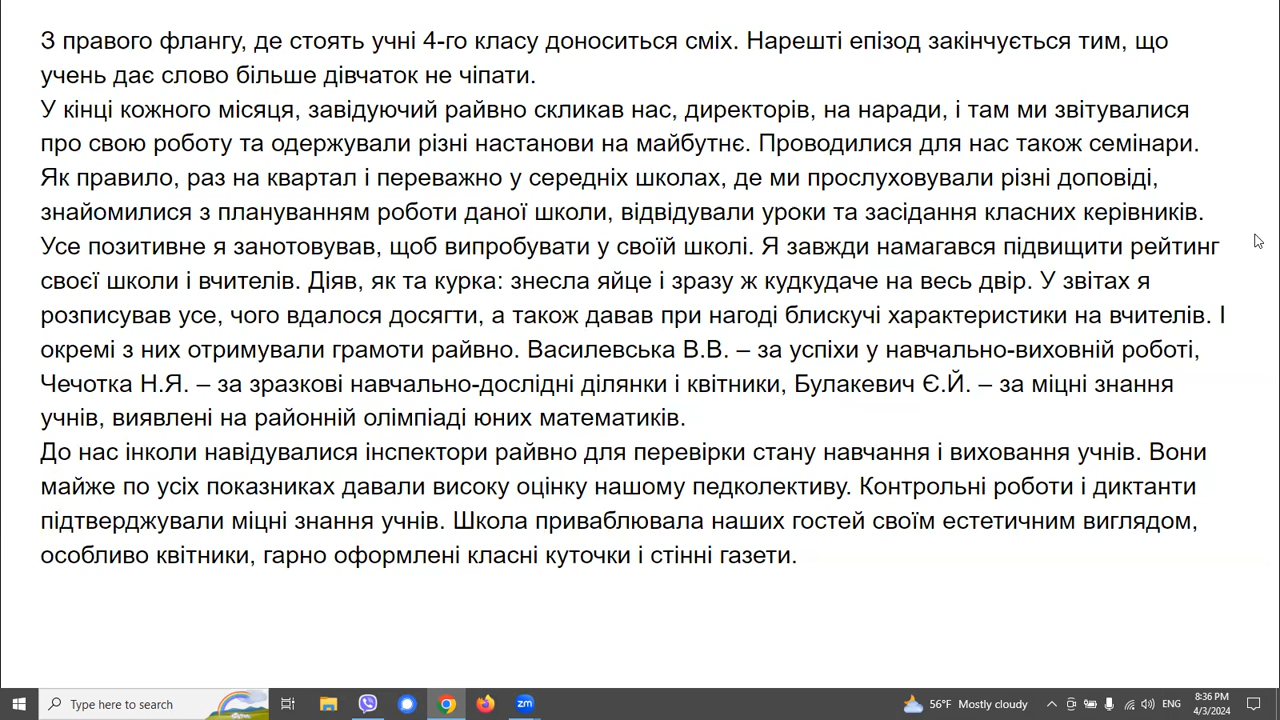 З правого флангу, де стоять учні 4-го класу доноситься сміх. Нарешті епізод закінчується тим, що
учень дає слово більше дівчаток не чіпати.
У кінці кожного місяця, завідуючий райвно скликав нас, директорів, на наради, і там ми звітувалися
про свою роботу та одержували різні настанови на майбутнє. Проводилися для нас також семінари.
Як правило, раз на квартал і переважно у середніх школах, де ми прослуховували різні доповіді,
знайомилися з плануванням роботи даної школи, відвідували уроки та засідання класних керівників.
Усе позитивне я занотовував, щоб випробувати у своїй школі. Я завжди намагався підвищити рейтинг
своєї школи і вчителів. Діяв, як та курка: знесла яйце і зразу ж кудкудаче на весь двір. У звітах я
розписував усе, чого вдалося досягти, а також давав при нагоді блискучі характеристики на вчителів. І
окремі з них отримували грамоти райвно. Василевська В.В. – за успіхи у навчально-виховній роботі,
Чечотка Н.Я. – за зразкові навчально-дослідні ділянки і квітники, Булакевич Є.Й. – за міцні знання
учнів, виявлені на районній олімпіаді юних математиків.
До нас інколи навідувалися інспектори райвно для перевірки стану навчання і виховання учнів. Вони
майже по усіх показниках давали високу оцінку нашому педколективу. Контрольні роботи і диктанти
підтверджували міцні знання учнів. Школа приваблювала наших гостей своїм естетичним виглядом,
особливо квітники, гарно оформлені класні куточки і стінні газети.
Type here to search
zm
56°F Mostly cloudy
ENG
8:36 PM
4/3/2024